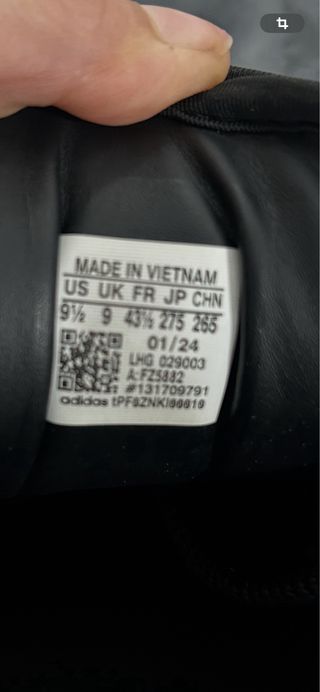 MADE IN VIETNAM
US UK FR JP CHN
9½ 9 43⅓ 275 265
01/24
LHG 029003
A:FZ5882
#131709791
adidas